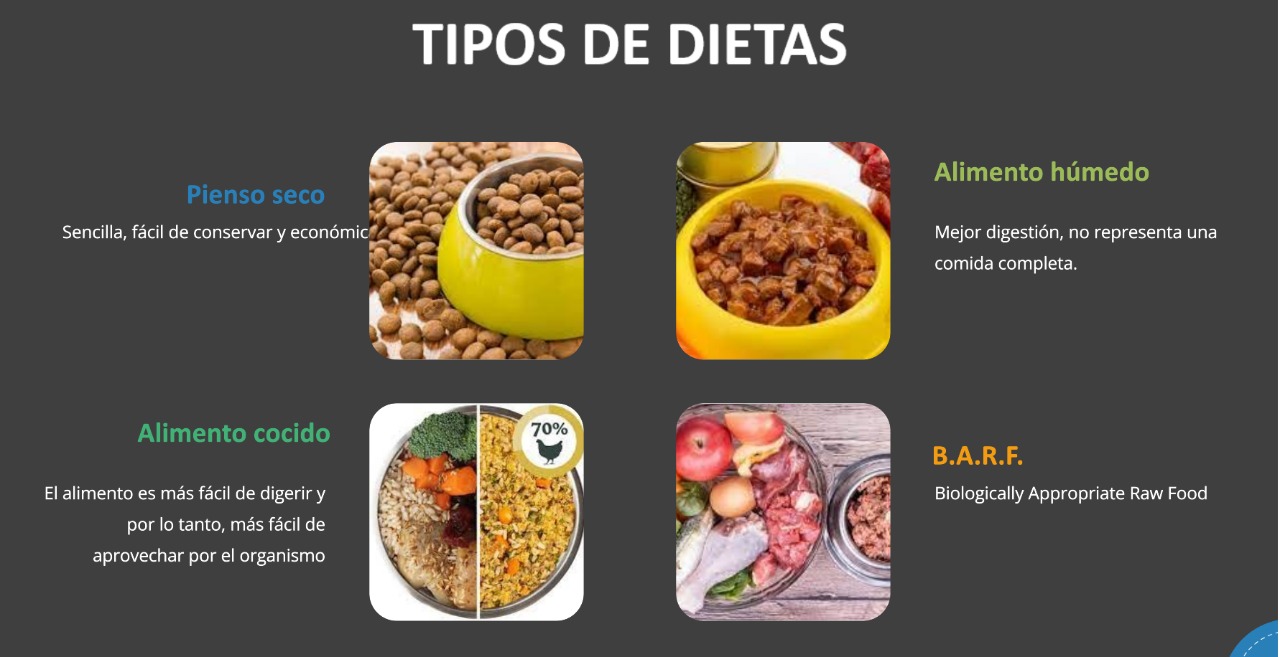 TIPOS DE DIETAS
Pienso seco
Sencilla, fácil de conservar y económic
Alimento húmedo
Mejor digestión, no representa una
comida completa.
Alimento cocido
El alimento es más fácil de digerir y
por lo tanto, más fácil de
aprovechar por el organismo
70%
B.A.R.F.
Biologically Appropriate Raw Food